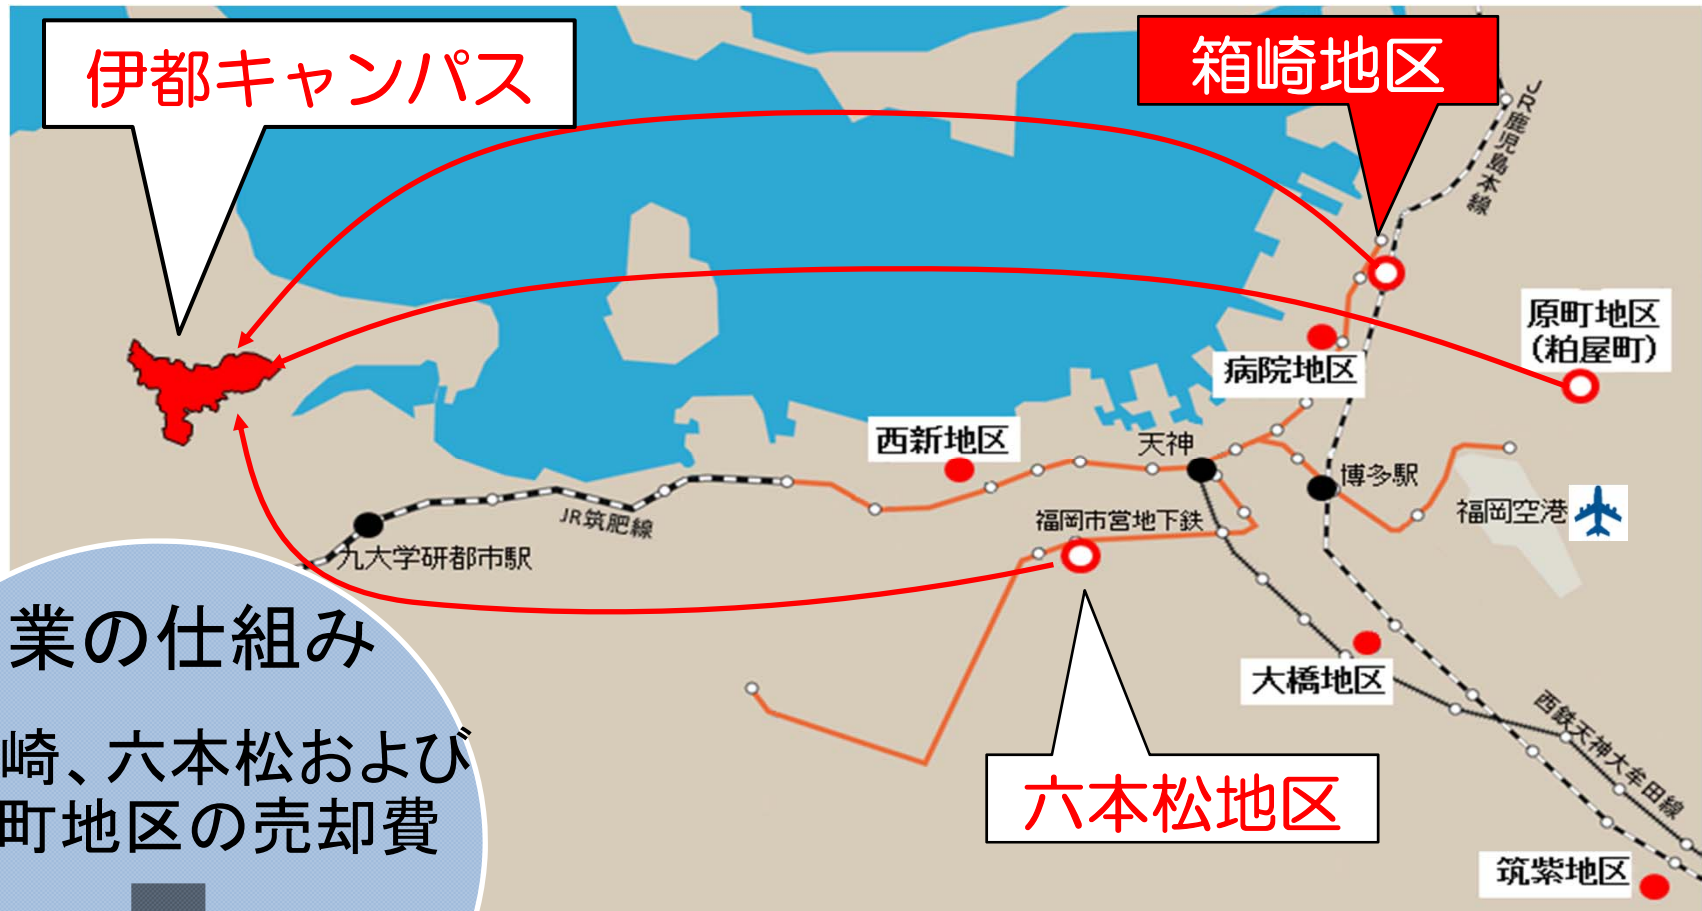 伊都キャンパス
箱崎地区
JR鹿児島本線
原町地区
(粕屋町)
病院地区
西新地区
天神
博多駅
福岡空港
福岡市営地下鉄
JR筑肥線
九大学研都市駅
業の仕組み
崎、六本松および
町地区の売却費
大橋地区
西鉄天神大牟田線
六本松地区
筑紫地区